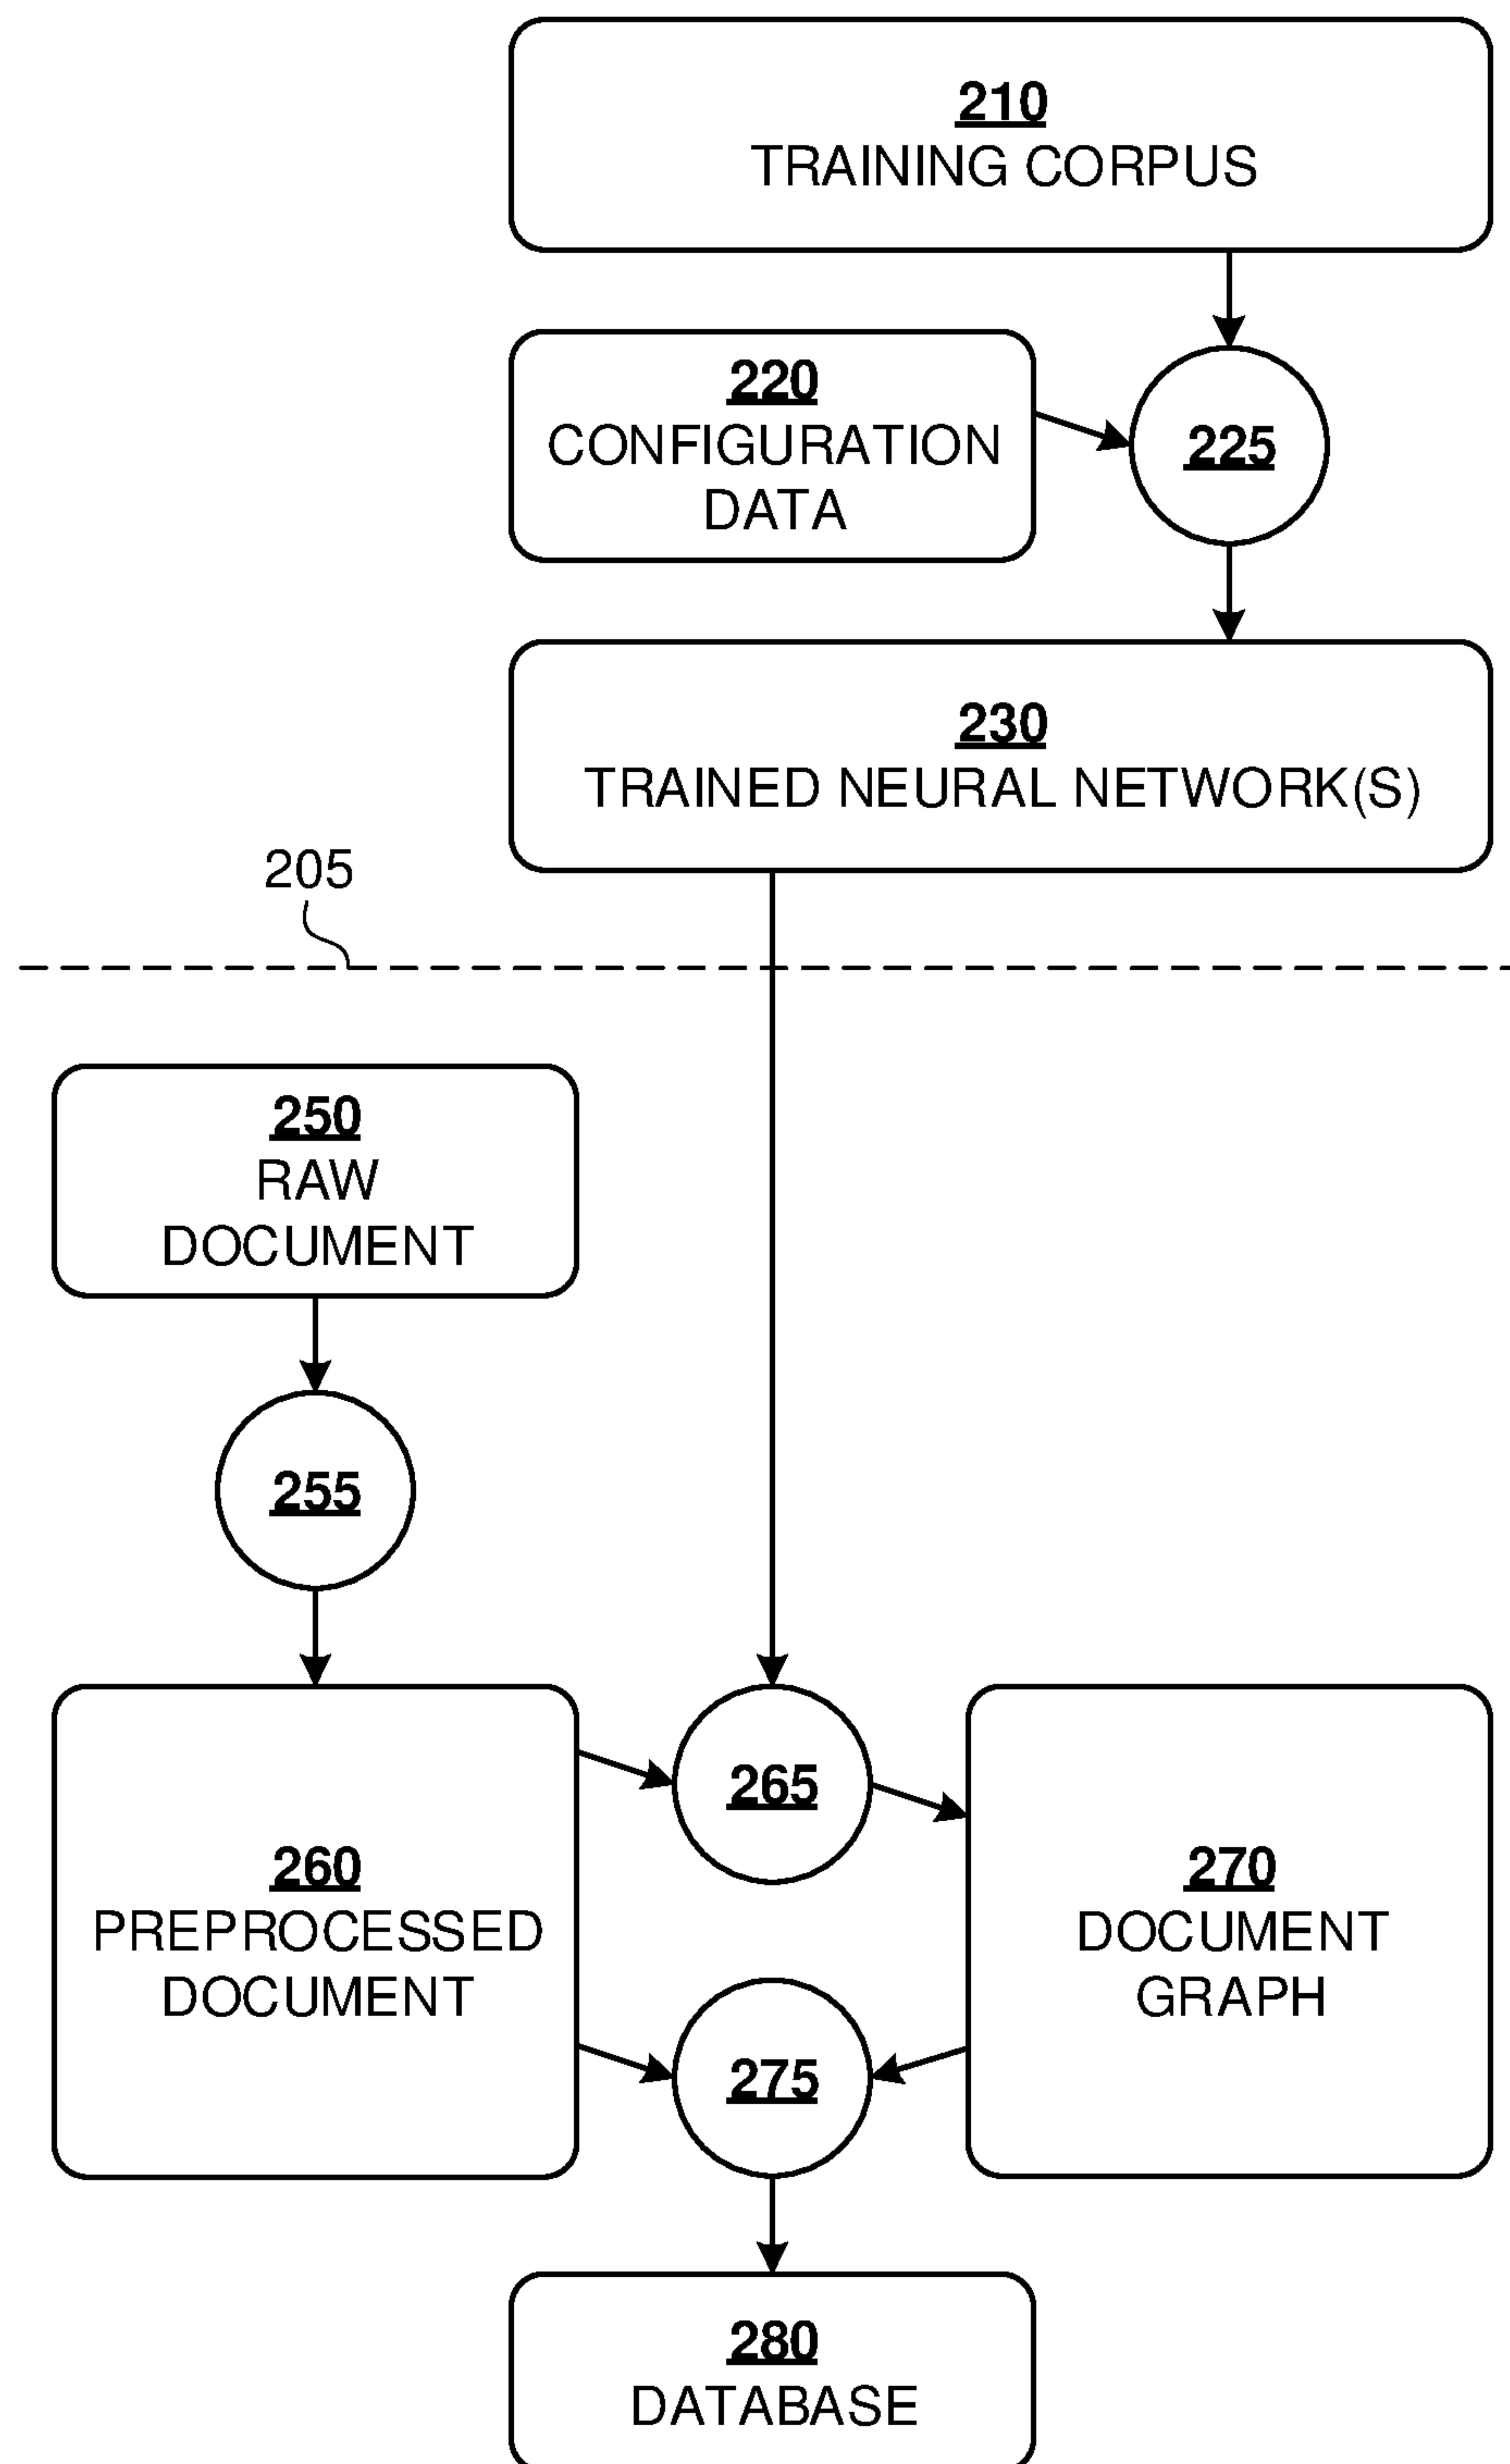 210
TRAINING CORPUS
220
CONFIGURATION
DATA
225
230
TRAINED NEURAL NETWORK(S)
205
250
RAW
DOCUMENT
255
260
PREPROCESSED
DOCUMENT
265
270
DOCUMENT
GRAPH
275
280
DATABASE